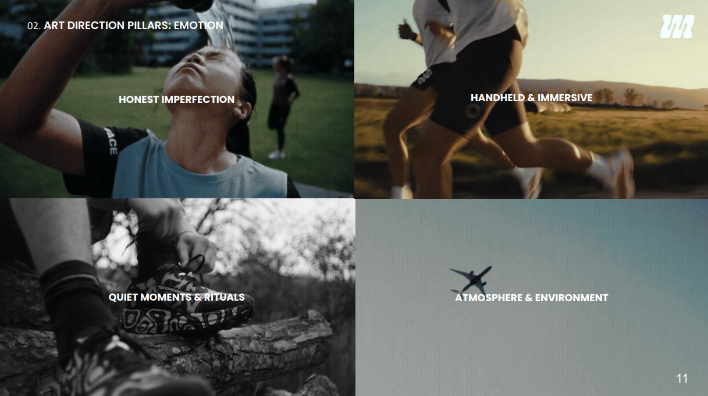 02. ART DIRECTION PILLARS: EMOTION
HONEST IMPERFECTION
HANDHELD & IMMERSIVE
QUIET MOMENTS & RITUALS
ATMOSPHERE & ENVIRONMENT
11